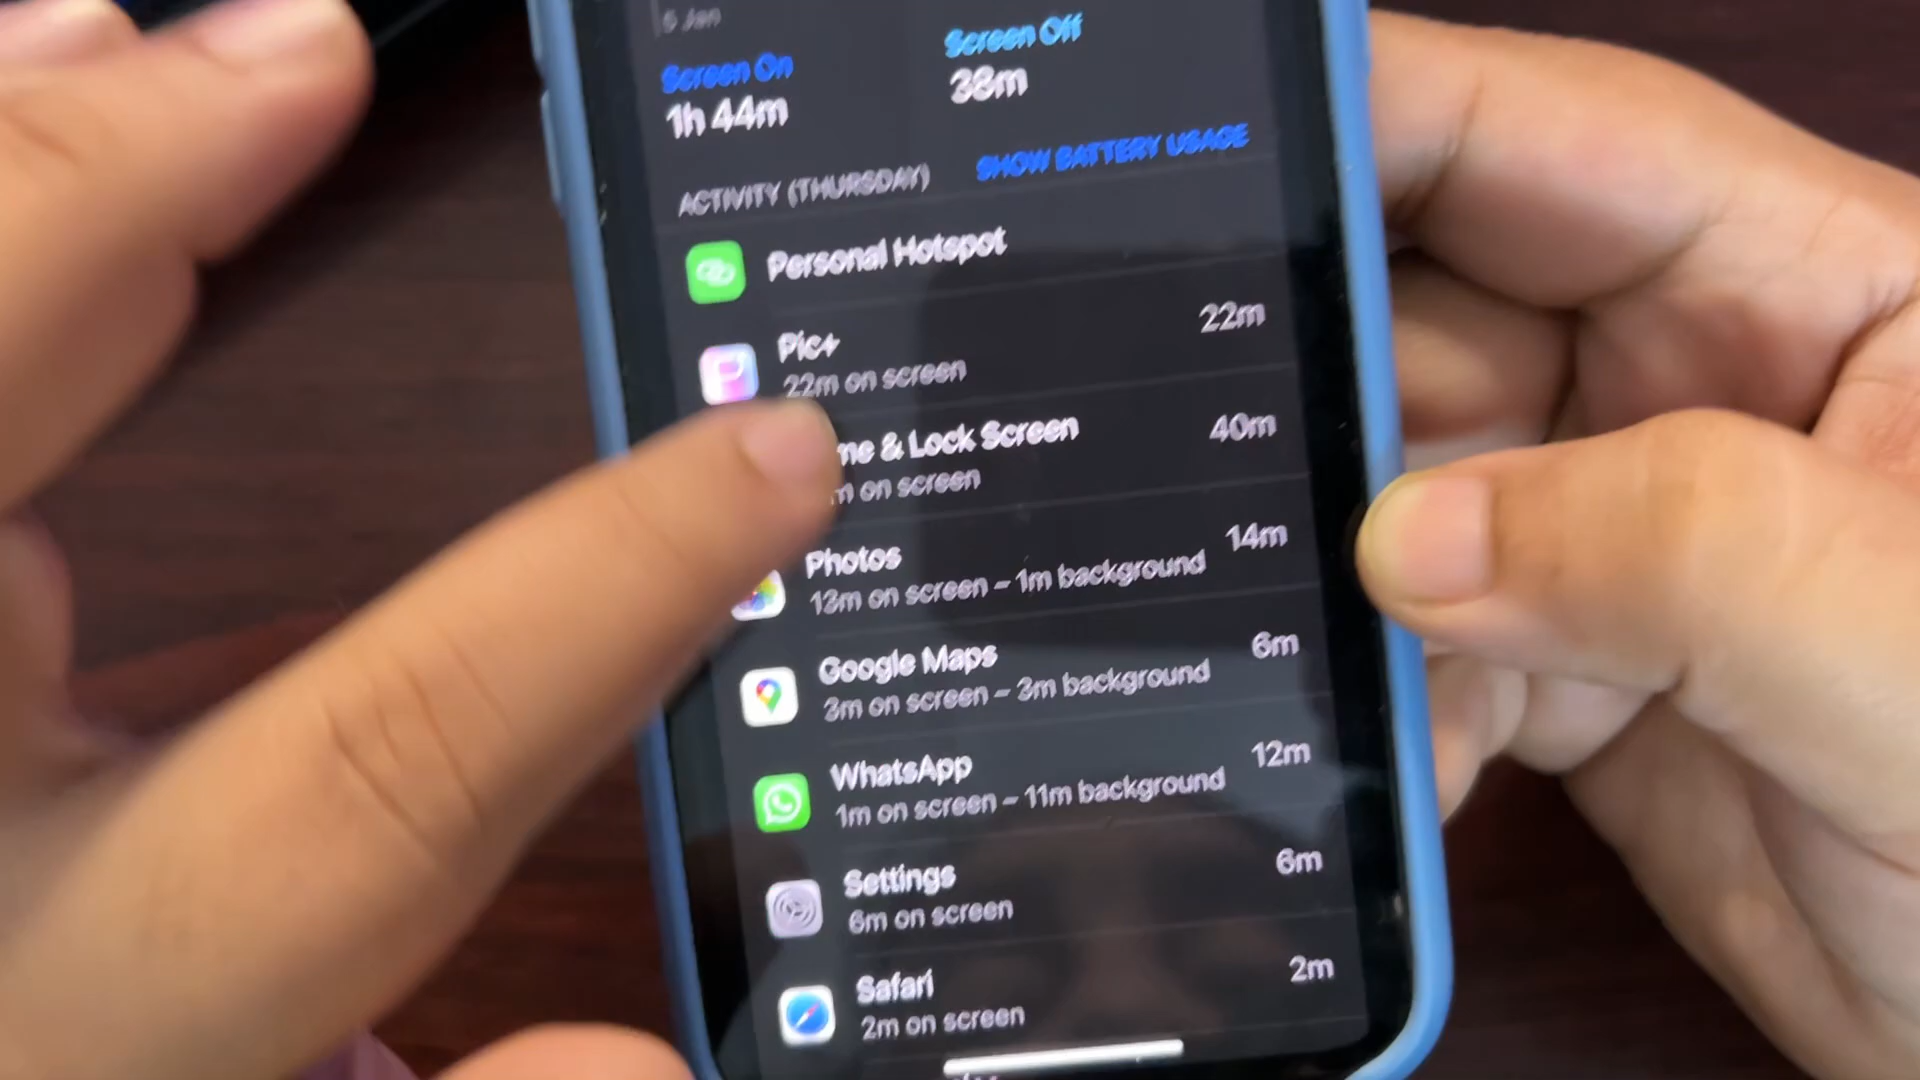 5 Jan
Screen On
Screen Off
1h 44m
38m
ACTIVITY (THURSDAY)
SHOW BATTERY USAGE
Personal Hotspot
Pic+
22m
22m on screen
me & Lock Screen
40m
m on screen
Photos
14m
13m on screen – 1m background
Google Maps
6m
3m on screen – 3m background
WhatsApp
12m
1m on screen – 11m background
Settings
6m
6m on screen
Safari
2m
2m on screen